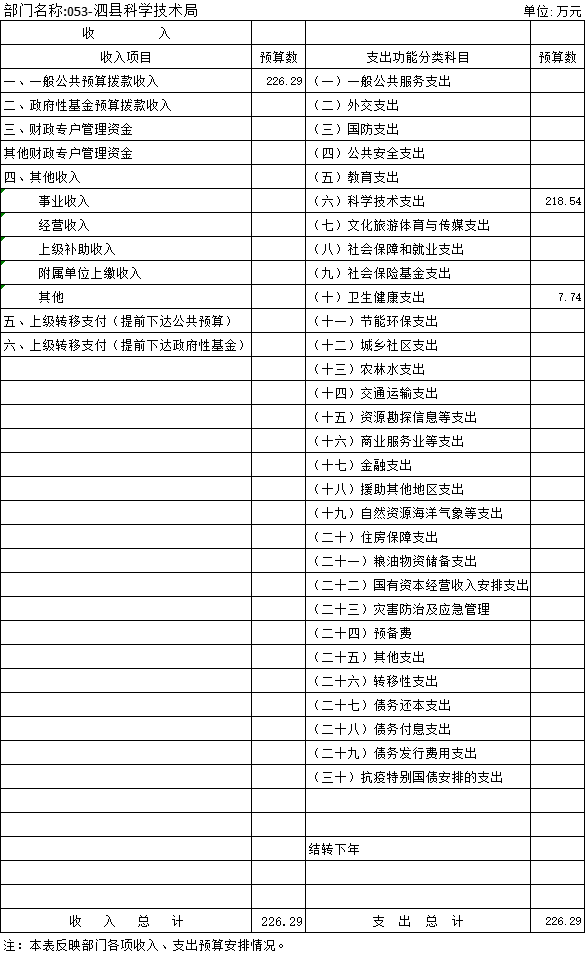 部门名称:053-泗县科学技术局 单位: 万元
收 入
收入项目 预算数 支出功能分类科目 预算数
一、一般公共预算拨款收入 226.29 （一）一般公共服务支出
二、政府性基金预算拨款收入 （二）外交支出
三、财政专户管理资金 （三）国防支出
其他财政专户管理资金 （四）公共安全支出
四、其他收入 （五）教育支出
事业收入 （六）科学技术支出 218.54
经营收入 （七）文化旅游体育与传媒支出
上级补助收入 （八）社会保障和就业支出
附属单位上缴收入 （九）社会保险基金支出
其他 （十）卫生健康支出 7.74
五、上级转移支付（提前下达公共预算） （十一）节能环保支出
六、上级转移支付（提前下达政府性基金） （十二）城乡社区支出
（十三）农林水支出
（十四）交通运输支出
（十五）资源勘探信息等支出
（十六）商业服务业等支出
（十七）金融支出
（十八）援助其他地区支出
（十九）自然资源海洋气象等支出
（二十）住房保障支出
（二十一）粮油物资储备支出
（二十二）国有资本经营收入安排支出
（二十三）灾害防治及应急管理
（二十四）预备费
（二十五）其他支出
（二十六）转移性支出
（二十七）债务还本支出
（二十八）债务付息支出
（二十九）债务发行费用支出
（三十）抗疫特别国债安排的支出
结转下年
收 入 总 计 226.29 支 出 总 计 226.29
注：本表反映部门各项收入、支出预算安排情况。